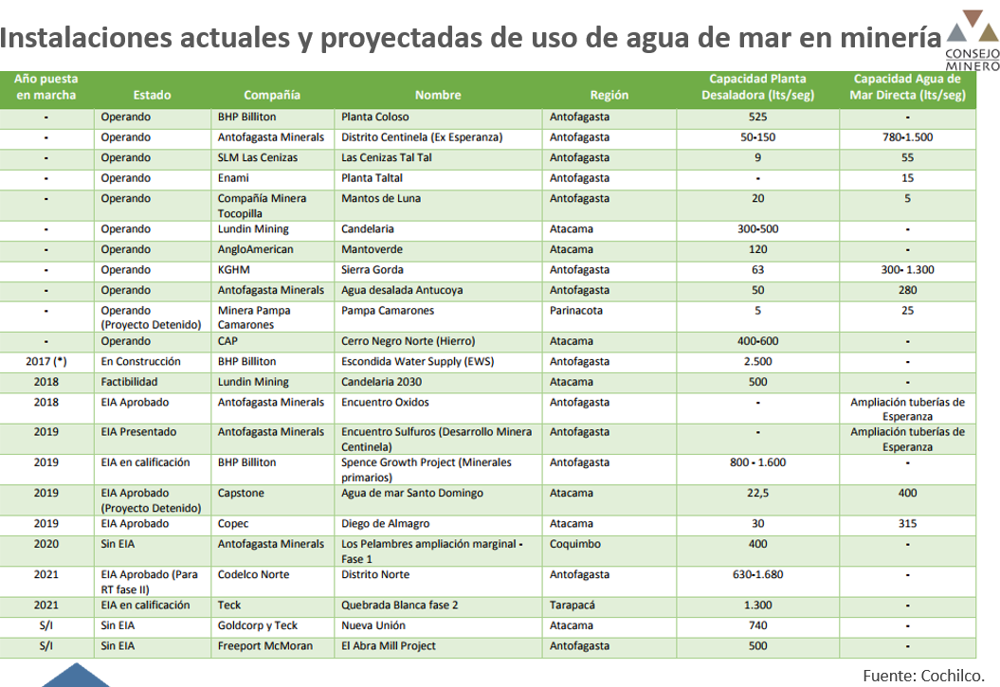 Instalaciones actuales y proyectadas de uso de agua de mar en minería
CONSEJO
MINERO
Año puesta en marcha | Estado | Compañía | Nombre | Región | Capacidad Planta Desaladora (lts/seg) | Capacidad Agua de Mar Directa (lts/seg)
- | Operando | BHP Billiton | Planta Coloso | Antofagasta | 525 | -
- | Operando | Antofagasta Minerals | Distrito Centinela (Ex Esperanza) | Antofagasta | 50-150 | 780-1.500
- | Operando | SLM Las Cenizas | Las Cenizas Tal Tal | Antofagasta | 9 | 55
- | Operando | Enami | Planta Taltal | Antofagasta | - | 15
- | Operando | Compañía Minera Tocopilla | Mantos de Luna | Antofagasta | 20 | 5
- | Operando | Lundin Mining | Candelaria | Atacama | 300-500 | -
- | Operando | AngloAmerican | Mantoverde | Atacama | 120 | -
- | Operando | KGHM | Sierra Gorda | Antofagasta | 63 | 300- 1.300
- | Operando | Antofagasta Minerals | Agua desalada Antucoya | Antofagasta | 50 | 280
- | Operando (Proyecto Detenido) | Minera Pampa Camarones | Pampa Camarones | Parinacota | 5 | 25
- | Operando | CAP | Cerro Negro Norte (Hierro) | Atacama | 400-600 | -
2017 (*) | En Construcción | BHP Billiton | Escondida Water Supply (EWS) | Antofagasta | 2.500 | -
2018 | Factibilidad | Lundin Mining | Candelaria 2030 | Atacama | 500 | -
2018 | EIA Aprobado | Antofagasta Minerals | Encuentro Oxidos | Antofagasta | - | Ampliación tuberías de Esperanza
2019 | EIA Presentado | Antofagasta Minerals | Encuentro Sulfuros (Desarrollo Minera Centinela) | Antofagasta | - | Ampliación tuberías de Esperanza
2019 | EIA en calificación | BHP Billiton | Spence Growth Project (Minerales primarios) | Antofagasta | 800 - 1.600 | -
2019 | EIA Aprobado (Proyecto Detenido) | Capstone | Agua de mar Santo Domingo | Atacama | 22,5 | 400
2019 | EIA Aprobado | Copec | Diego de Almagro | Atacama | 30 | 315
2020 | Sin EIA | Antofagasta Minerals | Los Pelambres ampliación marginal - Fase 1 | Coquimbo | 400 | -
2021 | EIA Aprobado (Para RT fase II) | Codelco Norte | Distrito Norte | Antofagasta | 630-1.680 | -
2021 | EIA en calificación | Teck | Quebrada Blanca fase 2 | Tarapacá | 1.300 | -
S/I | Sin EIA | Goldcorp y Teck | Nueva Unión | Atacama | 740 | -
S/I | Sin EIA | Freeport McMoran | El Abra Mill Project | Antofagasta | 500 | -
Fuente: Cochilco.